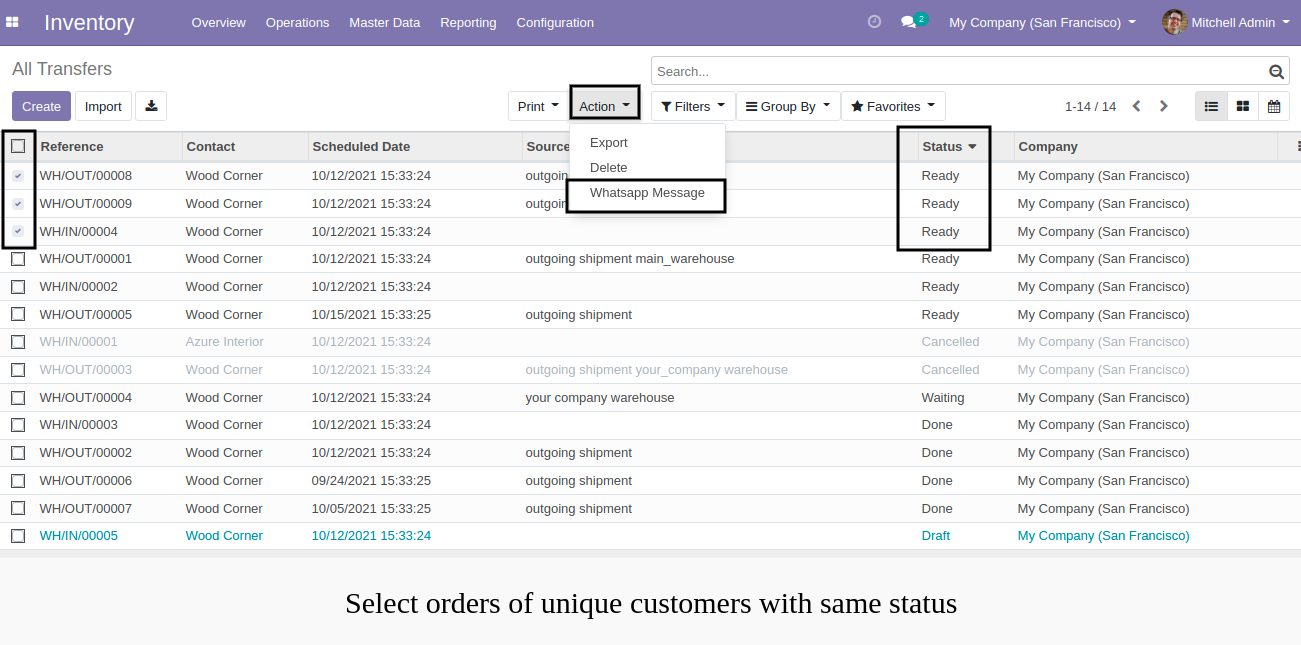 Inventory Overview Operations Master Data Reporting Configuration 2 My Company (San Francisco) Mitchell Admin
All Transfers
Search...
Create Import Print Action Filters Group By Favorites 1-14 / 14
Export
Delete
Whatsapp Message
Reference Contact Scheduled Date Source Status Company
WH/OUT/00008 Wood Corner 10/12/2021 15:33:24 outgoin Ready My Company (San Francisco)
WH/OUT/00009 Wood Corner 10/12/2021 15:33:24 outgoin Ready My Company (San Francisco)
WH/IN/00004 Wood Corner 10/12/2021 15:33:24 Ready My Company (San Francisco)
WH/OUT/00001 Wood Corner 10/12/2021 15:33:24 outgoing shipment main_warehouse Ready My Company (San Francisco)
WH/IN/00002 Wood Corner 10/12/2021 15:33:24 Ready My Company (San Francisco)
WH/OUT/00005 Wood Corner 10/15/2021 15:33:25 outgoing shipment Ready My Company (San Francisco)
WH/IN/00001 Azure Interior 10/12/2021 15:33:24 Cancelled My Company (San Francisco)
WH/OUT/00003 Wood Corner 10/12/2021 15:33:24 outgoing shipment your_company warehouse Cancelled My Company (San Francisco)
WH/OUT/00004 Wood Corner 10/12/2021 15:33:24 your company warehouse Waiting My Company (San Francisco)
WH/IN/00003 Wood Corner 10/12/2021 15:33:24 Done My Company (San Francisco)
WH/OUT/00002 Wood Corner 10/12/2021 15:33:24 outgoing shipment Done My Company (San Francisco)
WH/OUT/00006 Wood Corner 09/24/2021 15:33:25 outgoing shipment Done My Company (San Francisco)
WH/OUT/00007 Wood Corner 10/05/2021 15:33:25 outgoing shipment Done My Company (San Francisco)
WH/IN/00005 Wood Corner 10/12/2021 15:33:24 Draft My Company (San Francisco)
Select orders of unique customers with same status